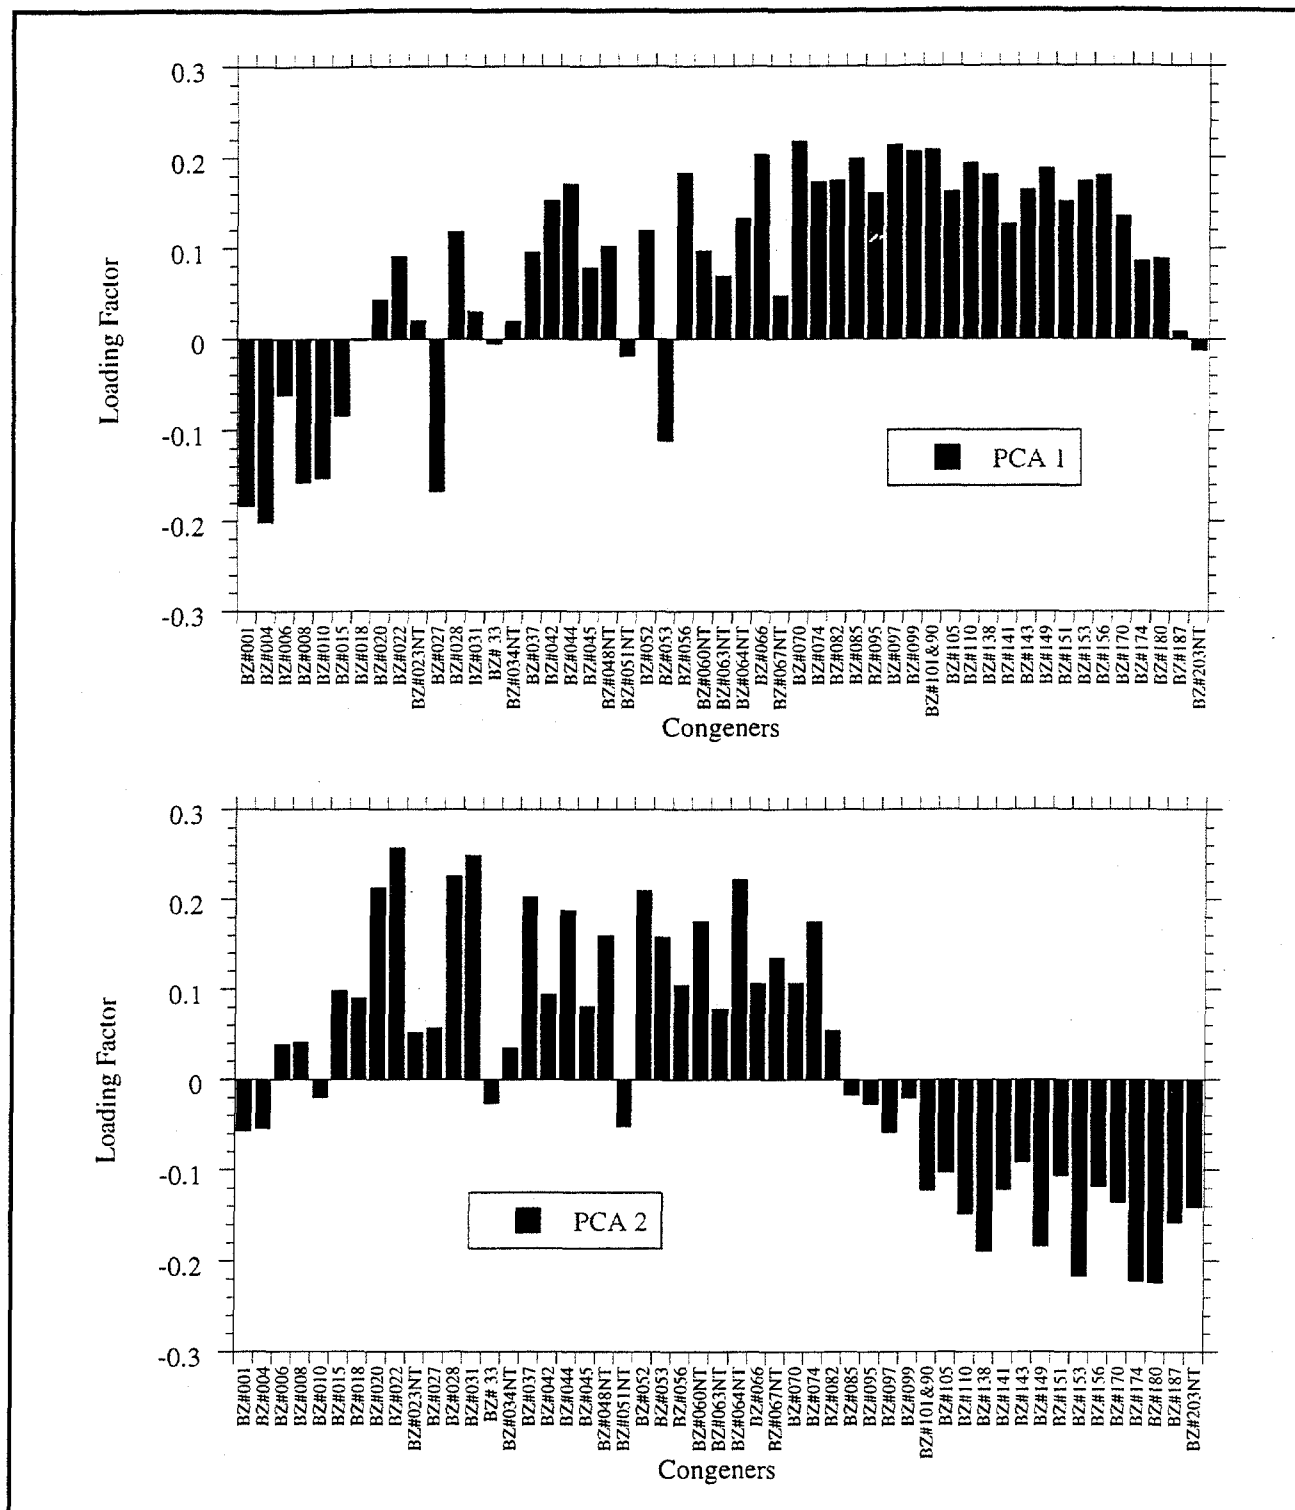 0.3
0.2
0.1
0
-0.1
-0.2
-0.3
Loading Factor
PCA 1
BZ#001
BZ#004
BZ#006
BZ#008
BZ#010
BZ#015
BZ#018
BZ#020
BZ#022
BZ#023NT
BZ#027
BZ#028
BZ#031
BZ# 33
BZ#034NT
BZ#037
BZ#042
BZ#044
BZ#045
BZ#048NT
BZ#051NT
BZ#052
BZ#053
BZ#056
BZ#060NT
BZ#063NT
BZ#064NT
BZ#066
BZ#067NT
BZ#070
BZ#074
BZ#082
BZ#085
BZ#095
BZ#097
BZ#099
BZ#101&90
BZ#105
BZ#110
BZ#138
BZ#141
BZ#143
BZ#149
BZ#151
BZ#153
BZ#156
BZ#170
BZ#174
BZ#180
BZ#187
BZ#203NT
Congeners
0.3
0.2
0.1
0
-0.1
-0.2
-0.3
Loading Factor
PCA 2
BZ#001
BZ#004
BZ#006
BZ#008
BZ#010
BZ#015
BZ#018
BZ#020
BZ#022
BZ#023NT
BZ#027
BZ#028
BZ#031
BZ# 33
BZ#034NT
BZ#037
BZ#042
BZ#044
BZ#045
BZ#048NT
BZ#051NT
BZ#052
BZ#053
BZ#056
BZ#060NT
BZ#063NT
BZ#064NT
BZ#066
BZ#067NT
BZ#070
BZ#074
BZ#082
BZ#085
BZ#095
BZ#097
BZ#099
BZ#101&90
BZ#105
BZ#110
BZ#138
BZ#141
BZ#143
BZ#149
BZ#151
BZ#153
BZ#156
BZ#170
BZ#174
BZ#180
BZ#187
BZ#203NT
Congeners